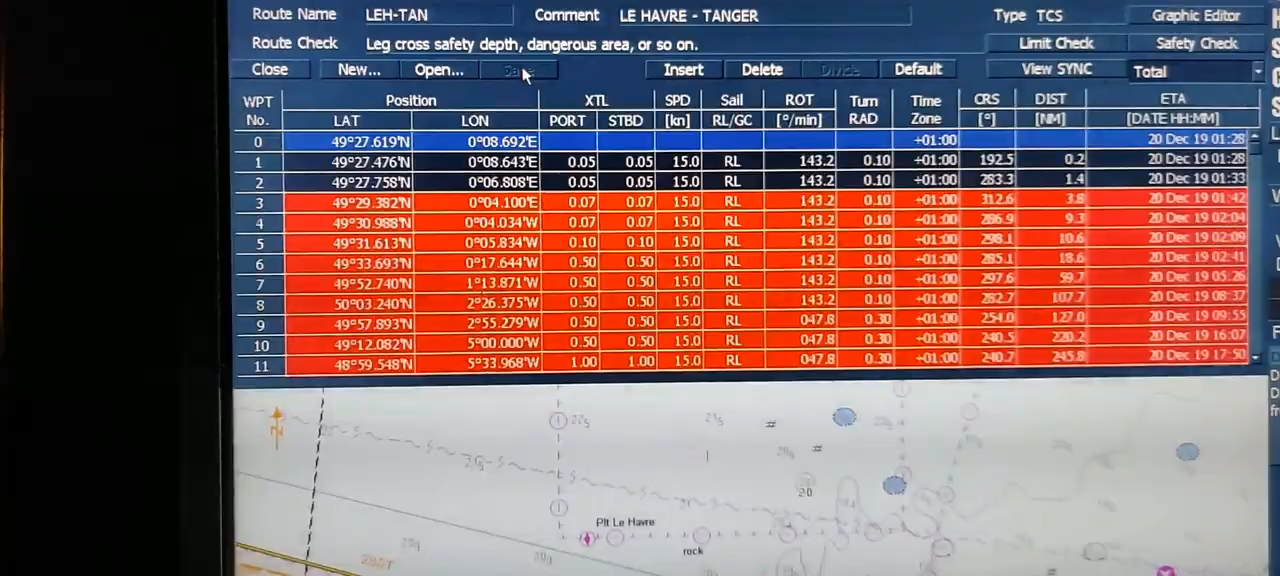 Route Name LEH-TAN Comment LE HAVRE - TANGER Type TCS Graphic Editor
Route Check Leg cross safety depth, dangerous area, or so on. Limit Check Safety Check
Close New... Open... Save Insert Delete Divide Default View SYNC Total
WPT Position XTL SPD Sail ROT Turn Time CRS DIST ETA
No. LAT LON PORT STBD [kn] RL/GC [°/min] RAD Zone [°] [NM] [DATE HH:MM]
0 49°27.619'N 0°08.692'E +01:00 20 Dec 19 01:28
1 49°27.476'N 0°08.643'E 0.05 0.05 15.0 RL 143.2 0.10 +01:00 192.5 0.2 20 Dec 19 01:28
2 49°27.758'N 0°06.808'E 0.05 0.05 15.0 RL 143.2 0.10 +01:00 283.3 1.4 20 Dec 19 01:33
3 49°29.382'N 0°04.100'E 0.07 0.07 15.0 RL 143.2 0.10 +01:00 312.6 3.8 20 Dec 19 01:42
4 49°30.988'N 0°04.034'W 0.07 0.07 15.0 RL 143.2 0.10 +01:00 286.9 9.3 20 Dec 19 02:04
5 49°31.613'N 0°05.834'W 0.10 0.10 15.0 RL 143.2 0.10 +01:00 298.1 10.6 20 Dec 19 02:09
6 49°33.693'N 0°17.644'W 0.50 0.50 15.0 RL 143.2 0.10 +01:00 285.1 18.6 20 Dec 19 02:41
7 49°52.740'N 1°13.871'W 0.50 0.50 15.0 RL 143.2 0.10 +01:00 297.6 59.7 20 Dec 19 05:26
8 50°03.240'N 2°26.375'W 0.50 0.50 15.0 RL 143.2 0.10 +01:00 282.7 107.7 20 Dec 19 08:37
9 49°57.893'N 2°55.279'W 0.50 0.50 15.0 RL 047.8 0.30 +01:00 254.0 127.0 20 Dec 19 09:55
10 49°12.082'N 5°00.000'W 0.50 0.50 15.0 RL 047.8 0.30 +01:00 240.5 220.2 20 Dec 19 16:07
11 48°59.548'N 5°33.968'W 1.00 1.00 15.0 RL 047.8 0.30 +01:00 240.7 245.8 20 Dec 19 17:50
N
20
Plt Le Havre
rock